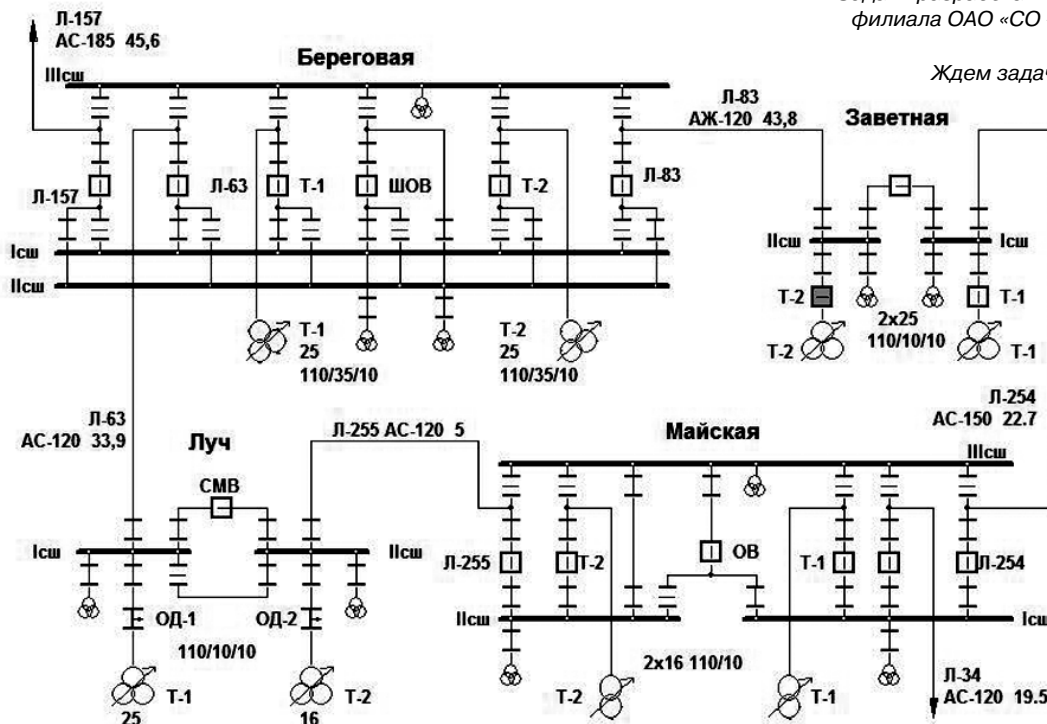 филиала ОАО «СО
Ждем задач
Л-157
АС-185 45,6
Береговая
IIIсш
Л-83
АЖ-120 43,8
Заветная
Л-157
Л-63
Т-1
ШОВ
Т-2
Л-83
Iсш
IIсш
IIсш
Iсш
Т-2
Т-1
2х25
110/10/10
Т-2
Т-1
Т-1
25
110/35/10
Т-2
25
110/35/10
Л-63
АС-120 33,9
Луч
Л-255 АС-120 5
Майская
Л-254
АС-150 22.7
IIIсш
СМВ
Iсш
IIсш
Л-255
Т-2
ОВ
Т-1
Л-254
ОД-1
ОД-2
110/10/10
IIсш
Iсш
2х16 110/10
Т-1
25
Т-2
16
Т-2
Т-1
Л-34
АС-120 19.5